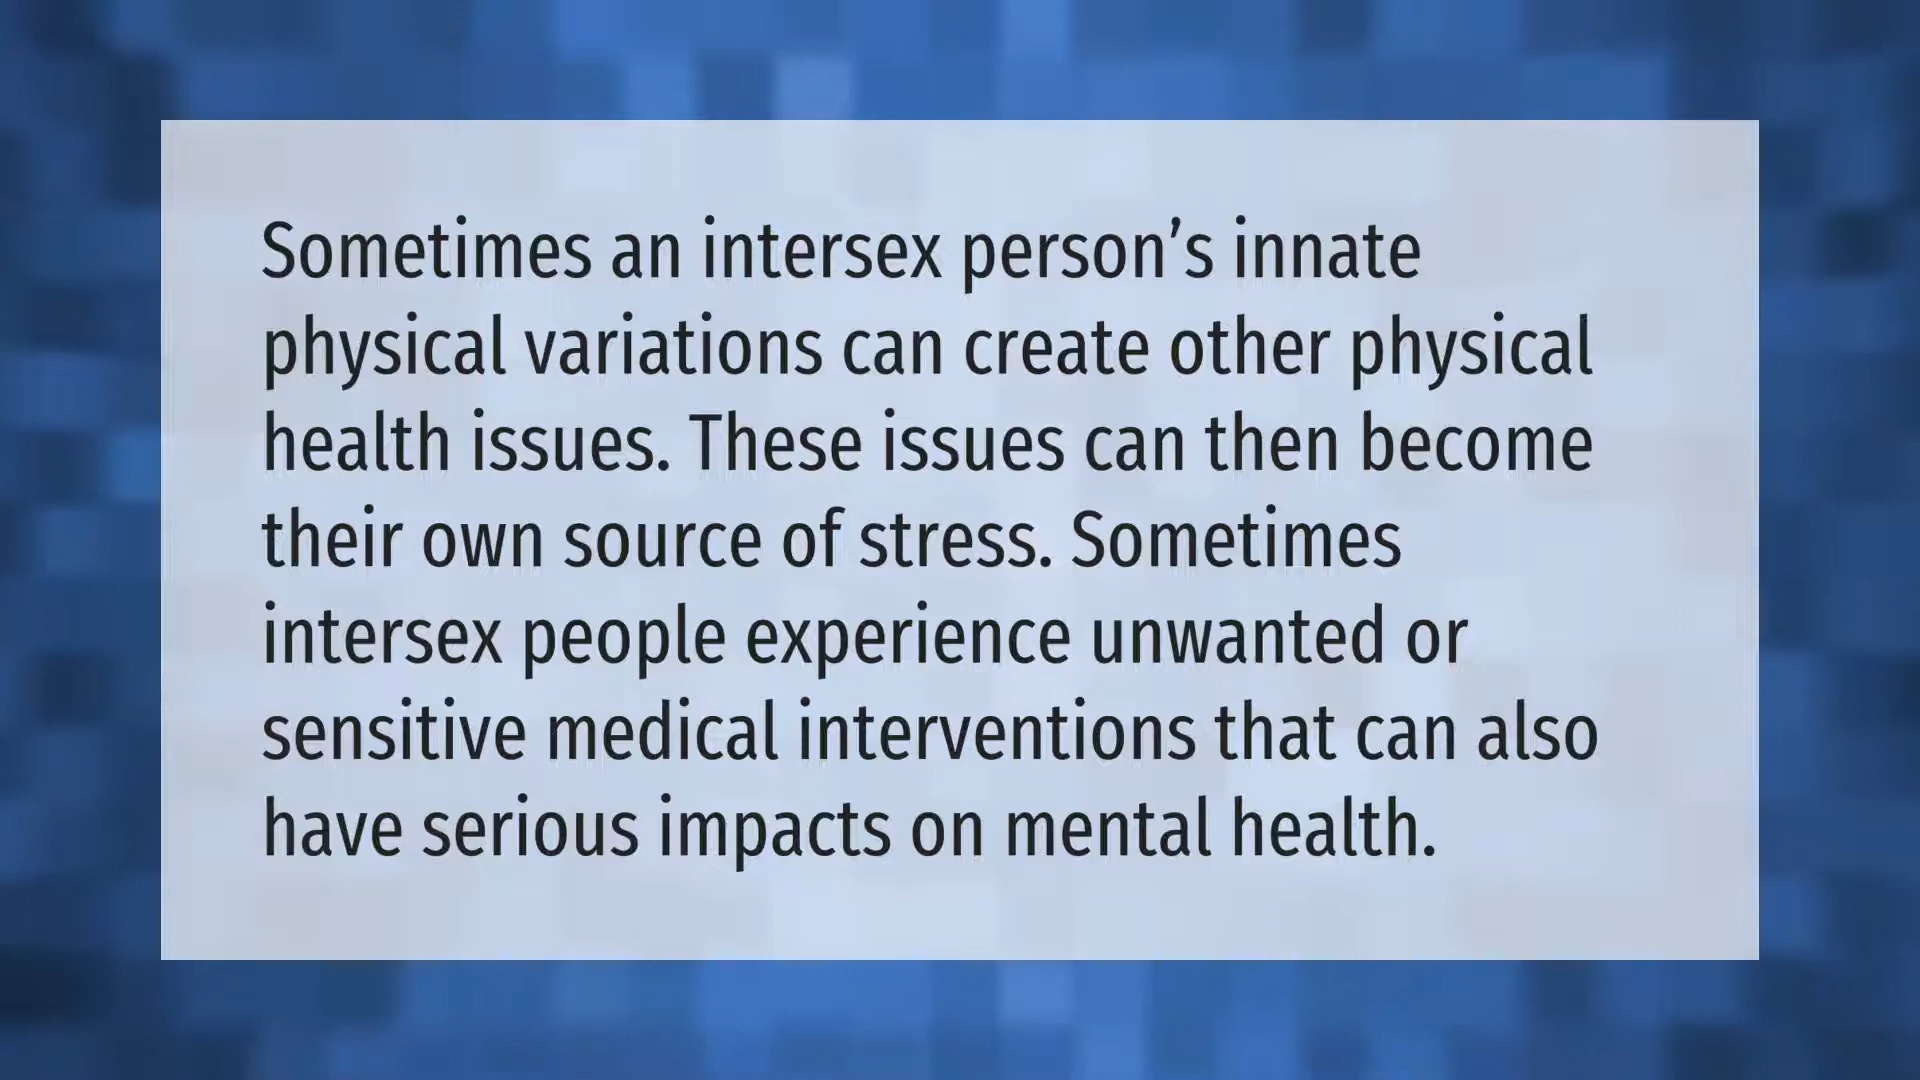 Sometimes an intersex person’s innate
physical variations can create other physical
health issues. These issues can then become
their own source of stress. Sometimes
intersex people experience unwanted or
sensitive medical interventions that can also
have serious impacts on mental health.